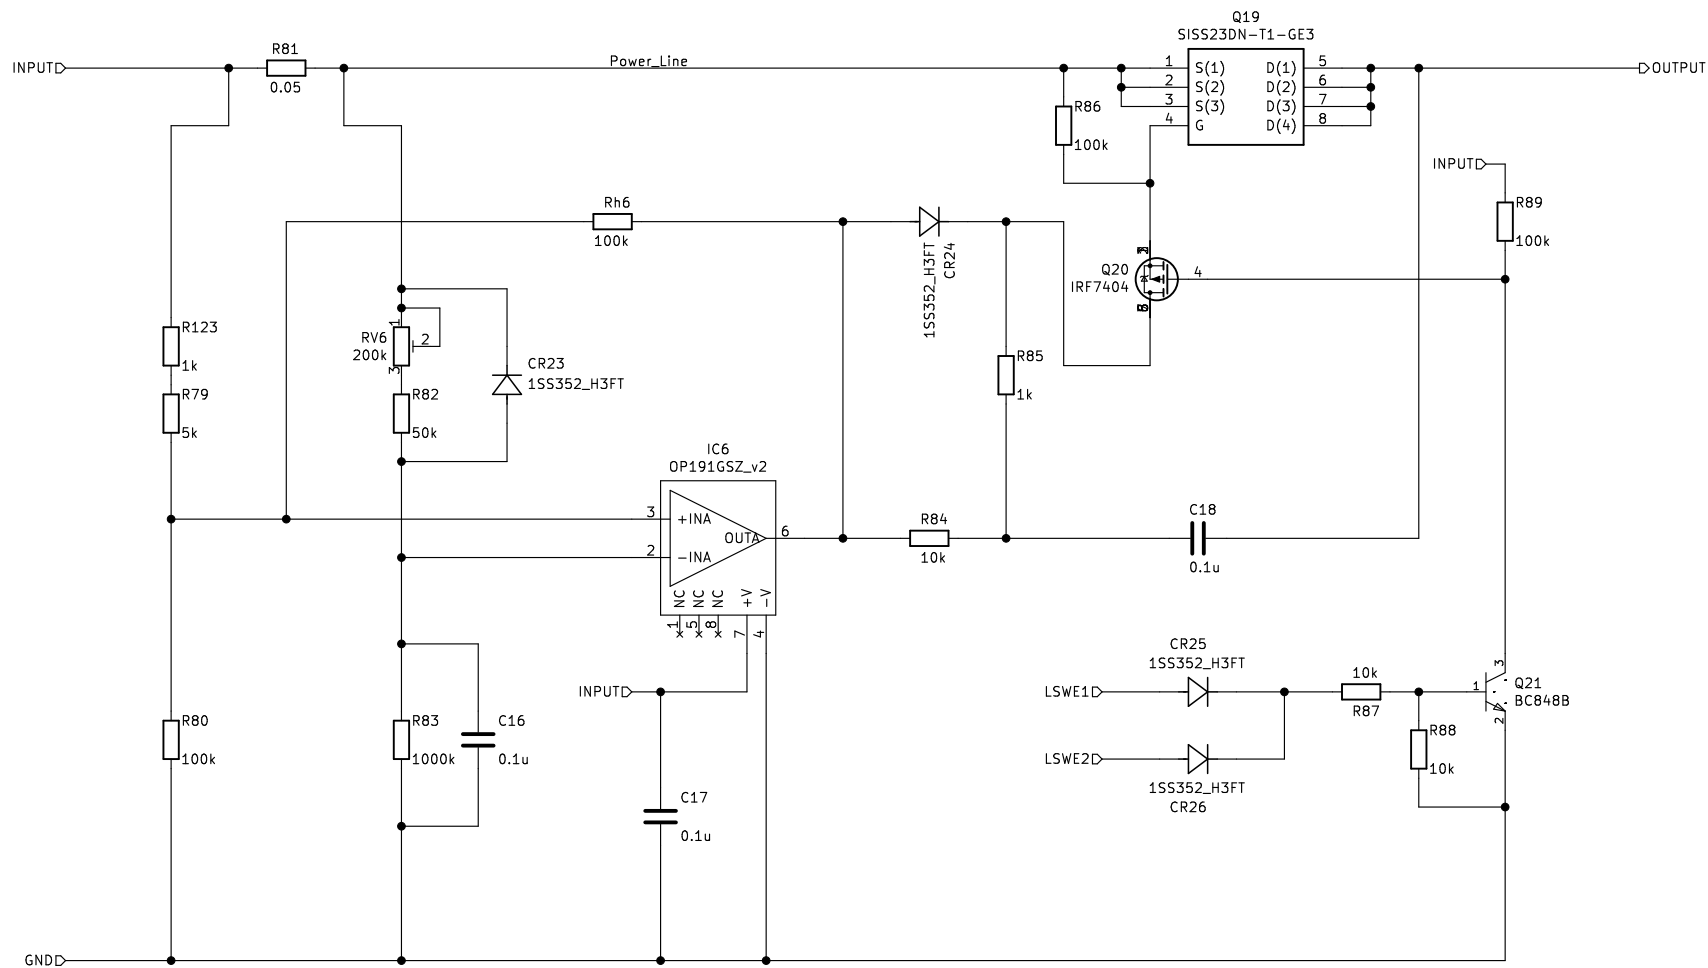 Q19
SISS23DN-T1-GE3
INPUT
R81
0.05
Power_Line
1 S(1) D(1) 5
2 S(2) D(2) 6
3 S(3) D(3) 7
4 G D(4) 8
OUTPUT
R86
100k
INPUT
R89
100k
Rh6
100k
1SS352_H3FT
CR24
Q20
IRF7404
4
R123
1k
R79
5k
RV6
200k
1
2
3
R82
50k
CR23
1SS352_H3FT
R85
1k
IC6
OP191GSZ_v2
3 +INA
OUTA 6
2 -INA
NC NC NC +V -V
1 5 8 7 4
R84
10k
C18
0.1u
INPUT
CR25
1SS352_H3FT
LSWE1
LSWE2
1SS352_H3FT
CR26
10k
R87
R88
10k
3
1
2
Q21
BC848B
R80
100k
R83
1000k
C16
0.1u
C17
0.1u
GND